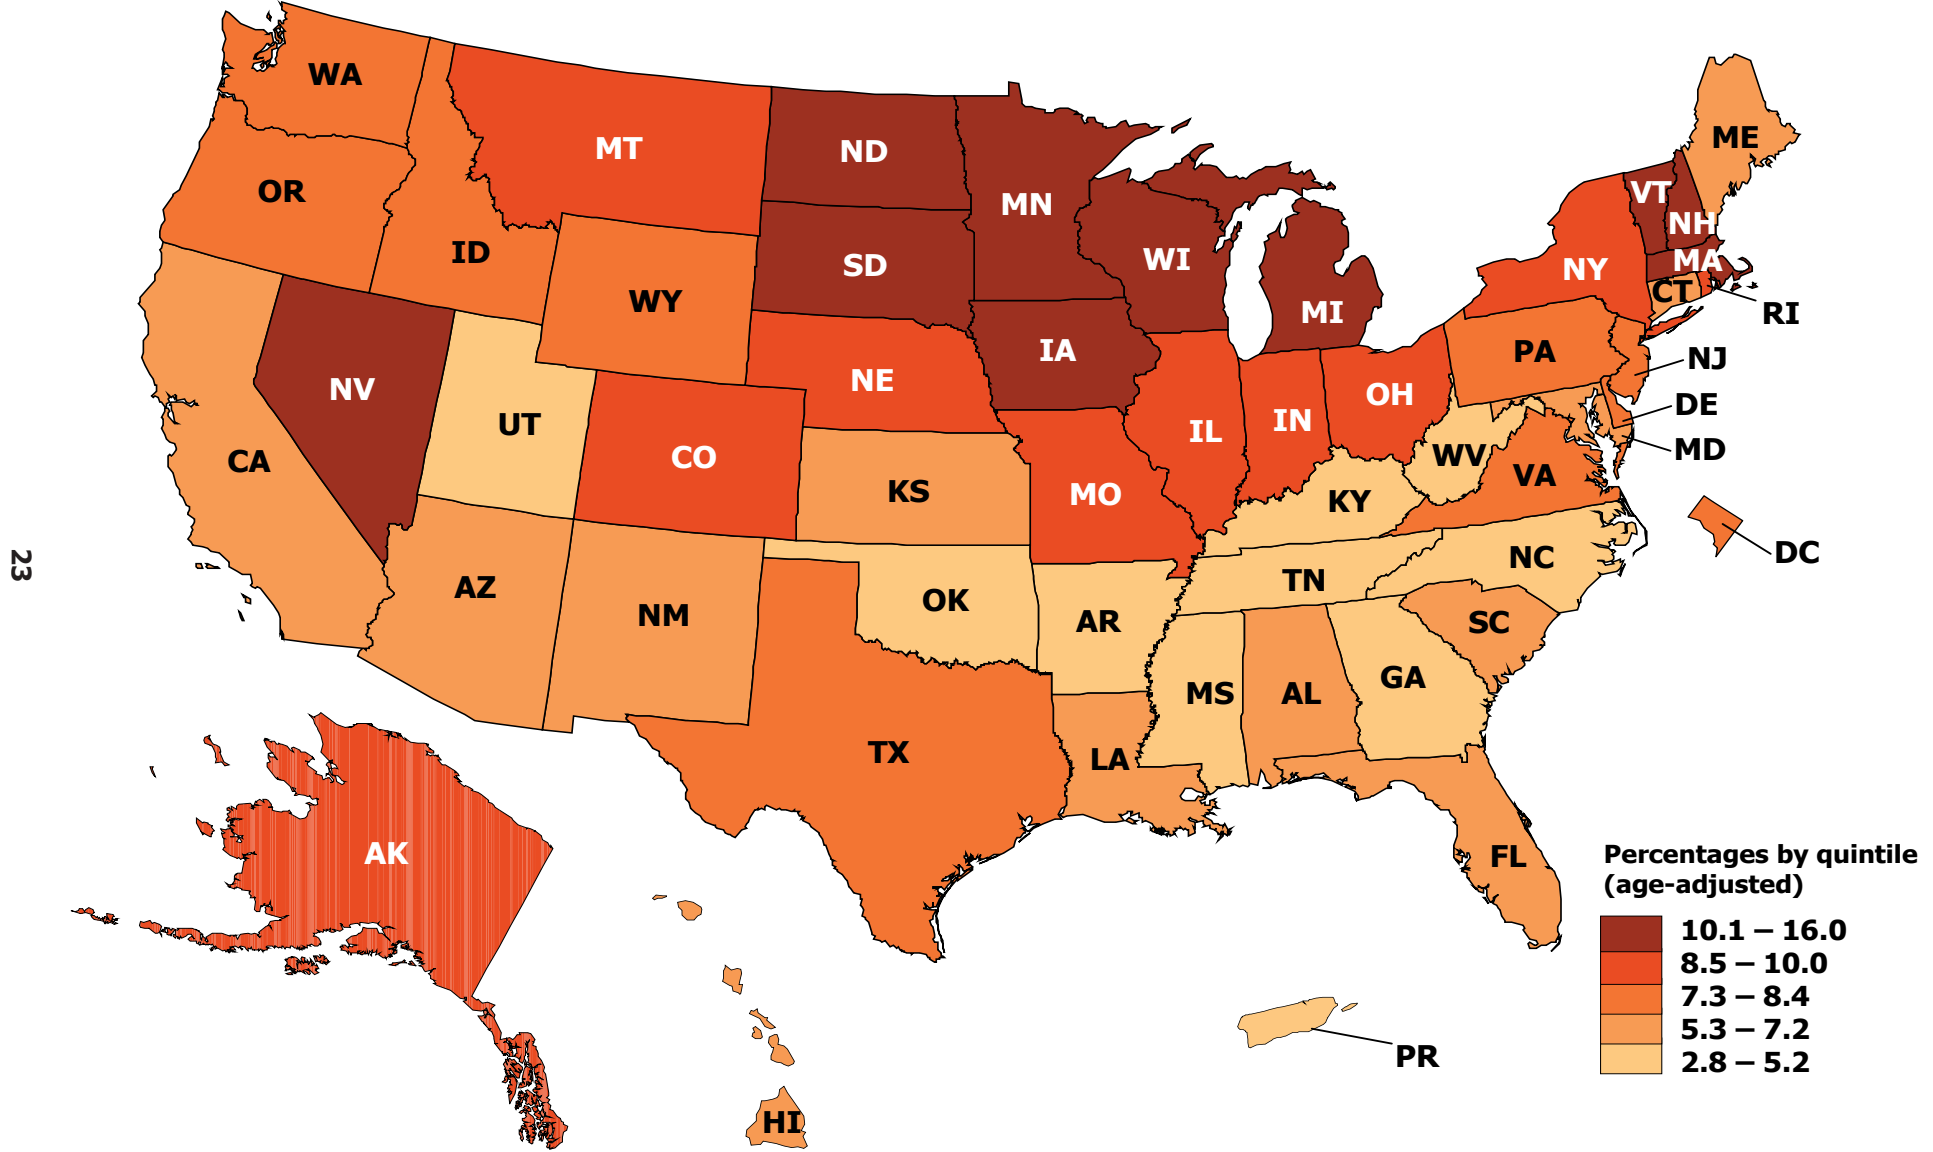 WA
MT
ND
MN
ME
OR
ID
WY
SD
WI
MI
NY
VT
NH
MA
CT
RI
NV
UT
CO
NE
IA
IL
IN
OH
PA
NJ
DE
MD
CA
KS
MO
KY
WV
VA
DC
AZ
NM
OK
AR
TN
NC
SC
TX
LA
MS
AL
GA
FL
AK
HI
PR
Percentages by quintile
(age-adjusted)
10.1 – 16.0
8.5 – 10.0
7.3 – 8.4
5.3 – 7.2
2.8 – 5.2
23